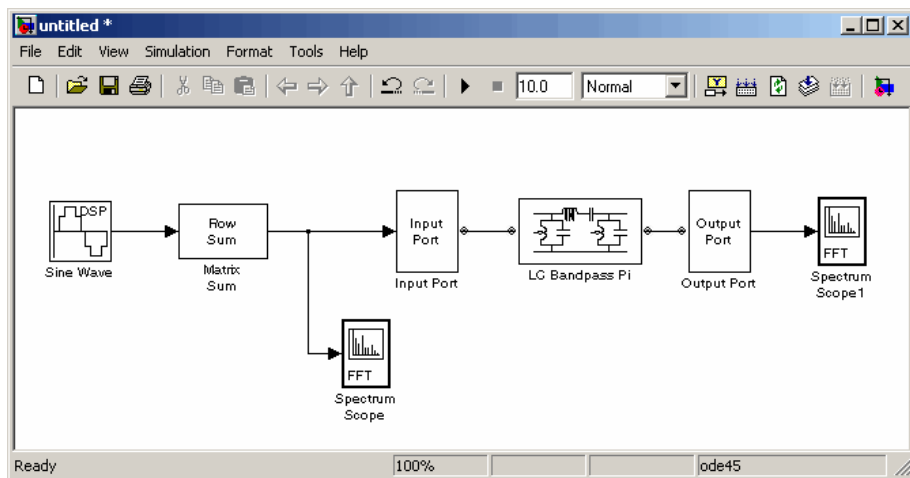 untitled *
File Edit View Simulation Format Tools Help
10.0 Normal
DSP
Sine Wave
Row
Sum
Matrix
Sum
Input
Port
Input Port
LC Bandpass Pi
Output
Port
Output Port
FFT
Spectrum
Scope1
FFT
Spectrum
Scope
Ready 100% ode45